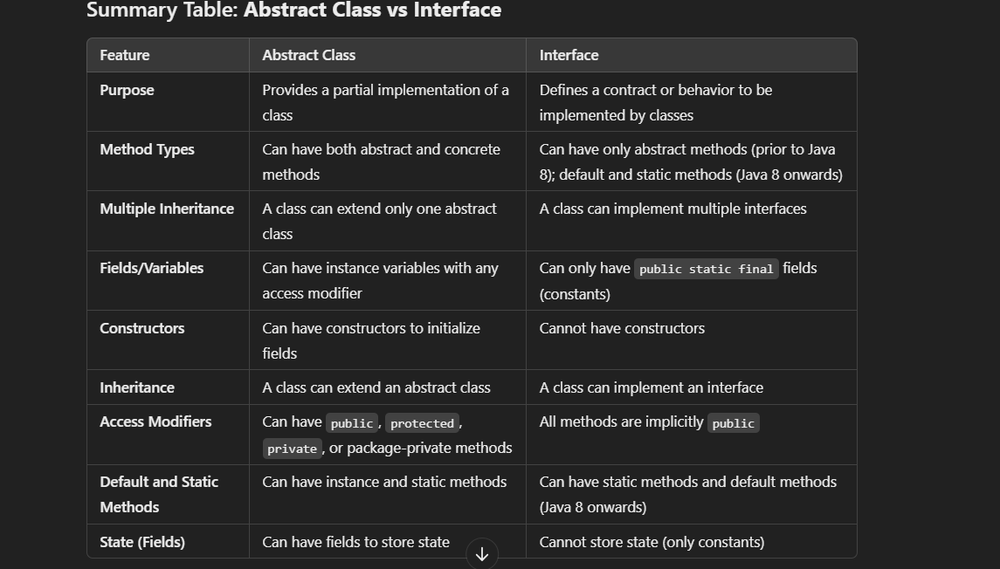 Summary Table: Abstract Class vs Interface
Feature Abstract Class Interface
Purpose Provides a partial implementation of a Defines a contract or behavior to be
class implemented by classes
Method Types Can have both abstract and concrete Can have only abstract methods (prior to Java
methods 8); default and static methods (Java 8 onwards)
Multiple Inheritance A class can extend only one abstract A class can implement multiple interfaces
class
Fields/Variables Can have instance variables with any Can only have public static final fields
access modifier (constants)
Constructors Can have constructors to initialize Cannot have constructors
fields
Inheritance A class can extend an abstract class A class can implement an interface
Access Modifiers Can have public, protected, All methods are implicitly public
private, or package-private methods
Default and Static Can have instance and static methods Can have static methods and default methods
Methods (Java 8 onwards)
State (Fields) Can have fields to store state Cannot store state (only constants)